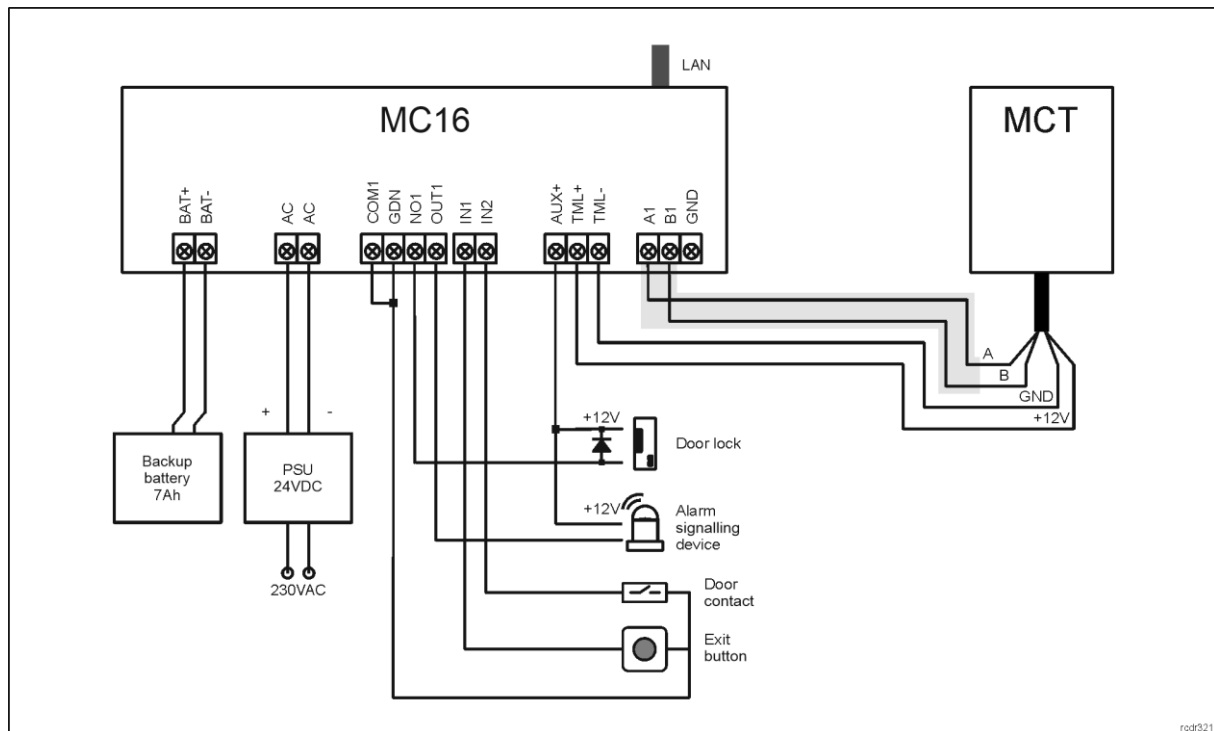 LAN
MC16
MCT
BAT+
BAT-
AC
AC
COM1
GDN
NO1
OUT1
IN1
IN2
AUX+
TML+
TML-
A1
B1
GND
A
B
GND
+12V
+12V
Door lock
+
-
Backup
battery
7Ah
PSU
24VDC
+12V
Alarm
signalling
device
230VAC
Door
contact
Exit
button
rcdr321